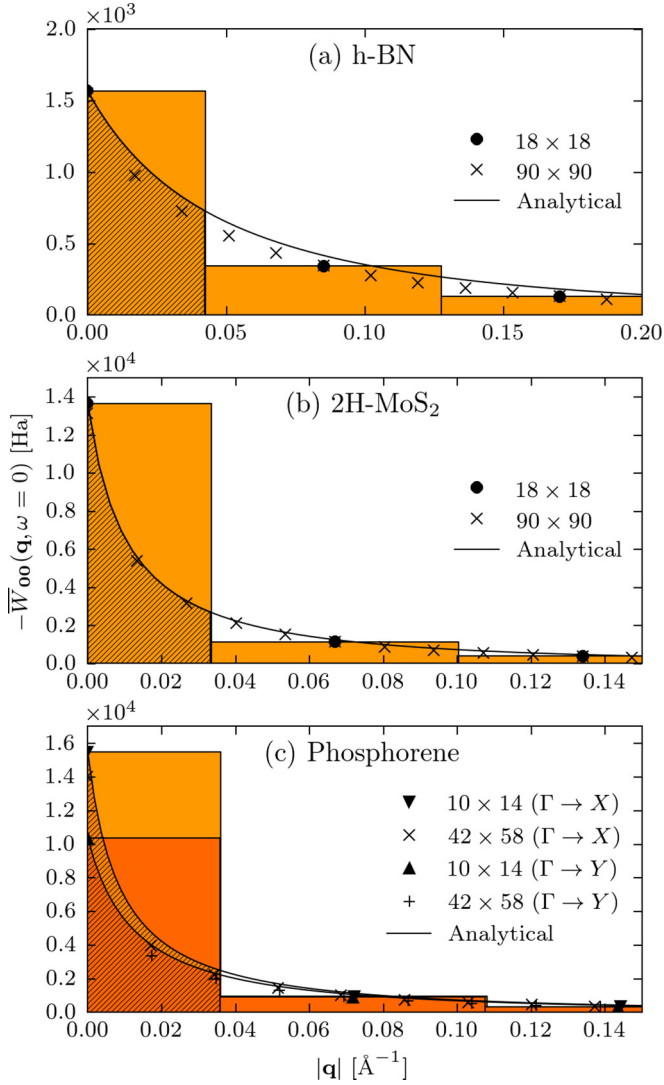 ×10³
2.0
(a) h-BN
1.5
18 × 18
90 × 90
1.0
Analytical
0.5
0.0
0.00 0.05 0.10 0.15 0.20
×10⁴
1.4
(b) 2H-MoS₂
1.2
1.0
18 × 18
0.8
90 × 90
0.6
Analytical
0.4
0.2
0.0
0.00 0.02 0.04 0.06 0.08 0.10 0.12 0.14
−W̅₀₀(q, ω = 0) [Ha]
×10⁴
1.6
(c) Phosphorene
1.4
10 × 14 (Γ → X)
1.2
42 × 58 (Γ → X)
1.0
10 × 14 (Γ → Y)
0.8
42 × 58 (Γ → Y)
0.6
Analytical
0.4
0.2
0.0
0.00 0.02 0.04 0.06 0.08 0.10 0.12 0.14
|q| [Å⁻¹]